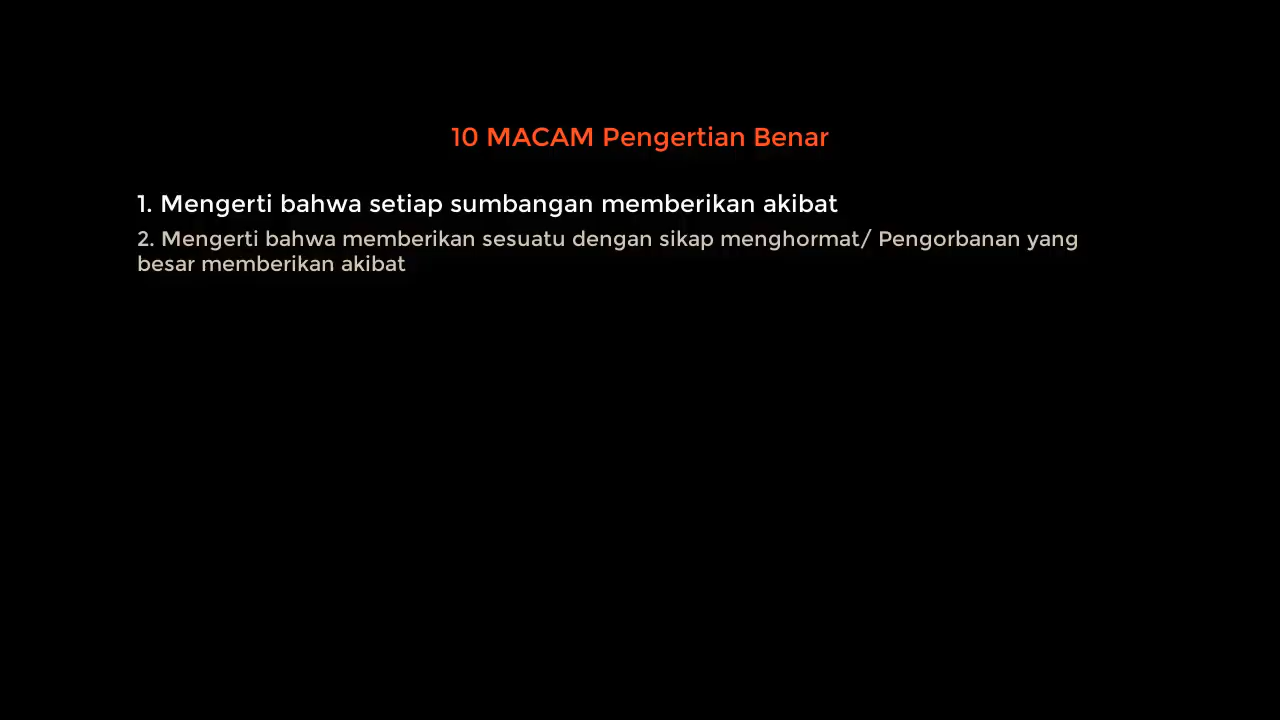 10 MACAM Pengertian Benar
1. Mengerti bahwa setiap sumbangan memberikan akibat
2. Mengerti bahwa memberikan sesuatu dengan sikap menghormat/ Pengorbanan yang
besar memberikan akibat